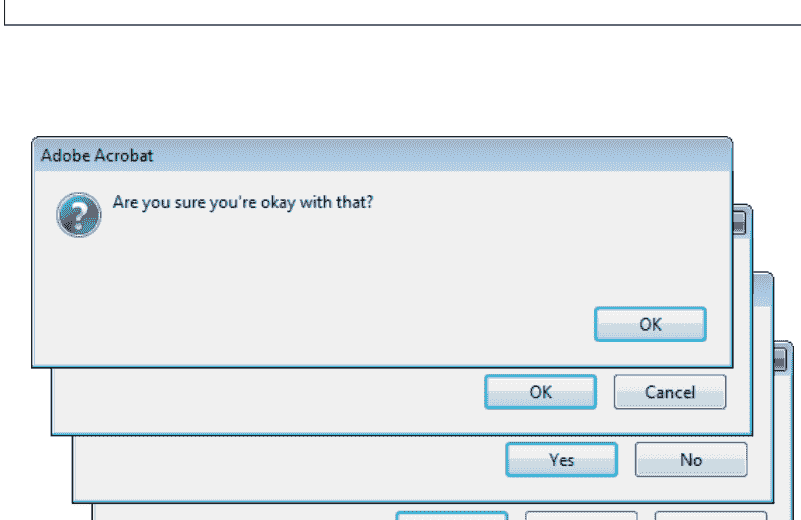 Adobe Acrobat
Are you sure you're okay with that?
OK
OK Cancel
Yes No